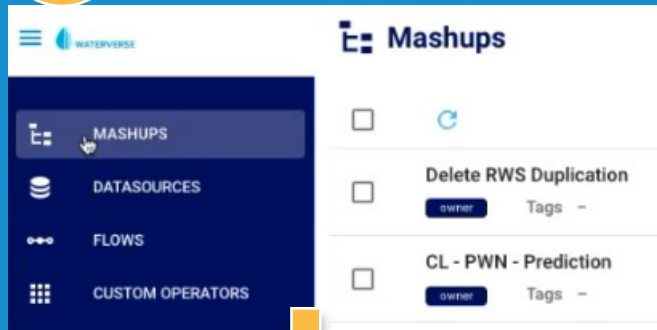 WATERVERSE
MASHUPS
DATASOURCES
FLOWS
CUSTOM OPERATORS
Mashups
Delete RWS Duplication
owner Tags –
CL - PWN - Prediction
owner Tags –